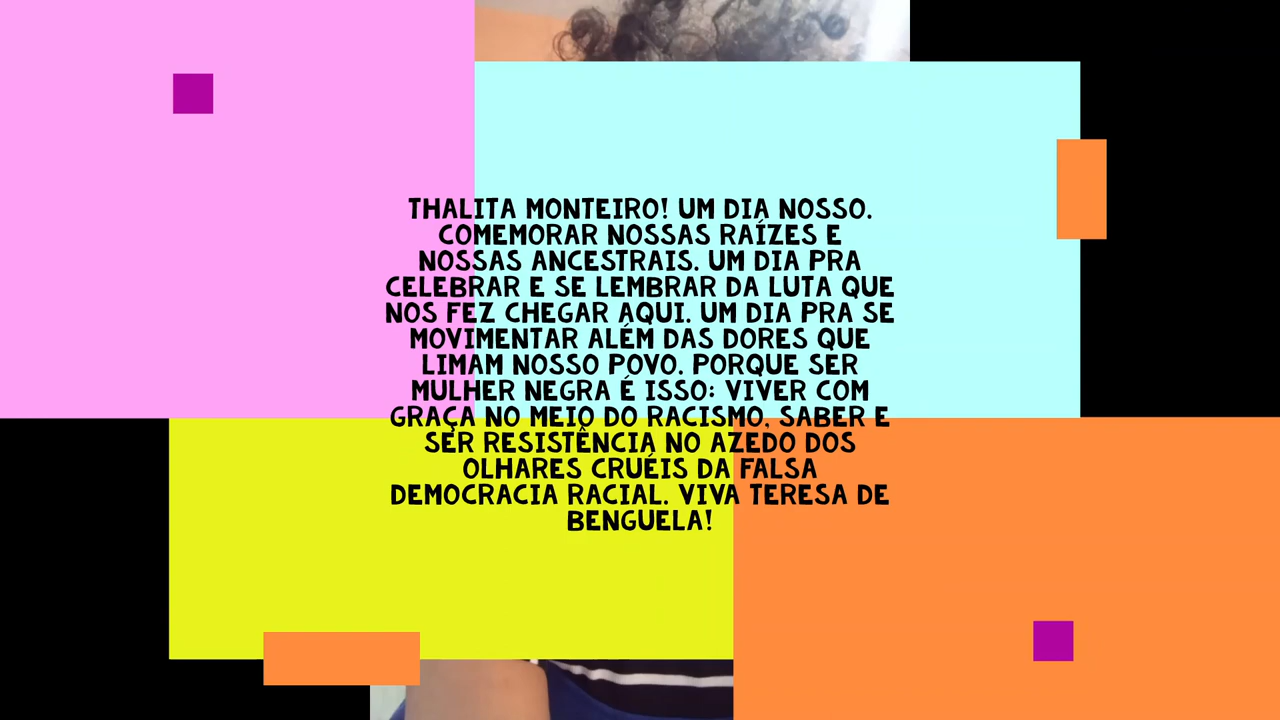 THALITA MONTEIRO! UM DIA NOSSO.
COMEMORAR NOSSAS RAÍZES E
NOSSAS ANCESTRAIS. UM DIA PRA
CELEBRAR E SE LEMBRAR DA LUTA QUE
NOS FEZ CHEGAR AQUI. UM DIA PRA SE
MOVIMENTAR ALÉM DAS DORES QUE
LIMAM NOSSO POVO. PORQUE SER
MULHER NEGRA É ISSO: VIVER COM
GRAÇA NO MEIO DO RACISMO, SABER E
SER RESISTÊNCIA NO AZEDO DOS
OLHARES CRUÉIS DA FALSA
DEMOCRACIA RACIAL. VIVA TERESA DE
BENGUELA!